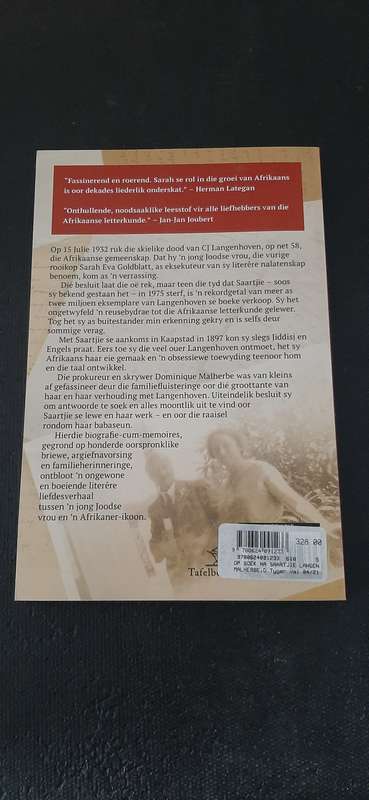 "Fassinerend en roerend. Sarah se rol in die groei van Afrikaans
is oor dekades liederlik onderskat." – Herman Lategan
"Onthullende, noodsaaklike leesstof vir alle liefhebbers van die
Afrikaanse letterkunde." – Jan-Jan Joubert
Op 15 Julie 1932 ruk die skielike dood van CJ Langenhoven, op net 58,
die Afrikaanse gemeenskap. Dat hy 'n jong Joodse vrou, die vurige
rooikop Sarah Eva Goldblatt, as eksekuteur van sy literêre nalatenskap
benoem, kom as 'n verrassing.
Dié besluit laat die oë rek, maar teen die tyd dat Saartjie – soos
sy bekend gestaan het – in 1975 sterf, is 'n rekordgetal van meer as
twee miljoen eksemplare van Langenhoven se boeke verkoop. Sy het
ongetwyfeld 'n reusebydrae tot die Afrikaanse letterkunde gelewer.
Tog het sy as buitestander min erkenning gekry en is selfs deur
sommige verag.
Met Saartjie se aankoms in Kaapstad in 1897 kon sy slegs Jiddisj en
Engels praat. Eers toe sy die veel ouer Langenhoven ontmoet, het sy
Afrikaans haar eie gemaak en 'n obsessiewe toewyding teenoor hom
en die taal ontwikkel.
Die prokureur en skrywer Dominique Malherbe was van kleins
af gefassineer deur die familiefluisteringe oor dié groottante van
haar en haar verhouding met Langenhoven. Uiteindelik besluit sy
om antwoorde te soek en alles moontlik uit te vind oor
Saartjie se lewe en haar werk – en oor die raaisel
rondom haar babaseun.
Hierdie biografie-cum-memoires,
gegrond op honderde oorspronklike
briewe, argiefnavorsing
en familieherinneringe,
ontbloot 'n ongewone
en boeiende literêre
liefdesverhaal
tussen 'n jong Joodse
vrou en 'n Afrikaner-ikoon.
328.00
9 780624 091233
9780624091233
OP SOEK NA SAARTJIE LANGEN
MALHERBE,D Tyger Val 04/21